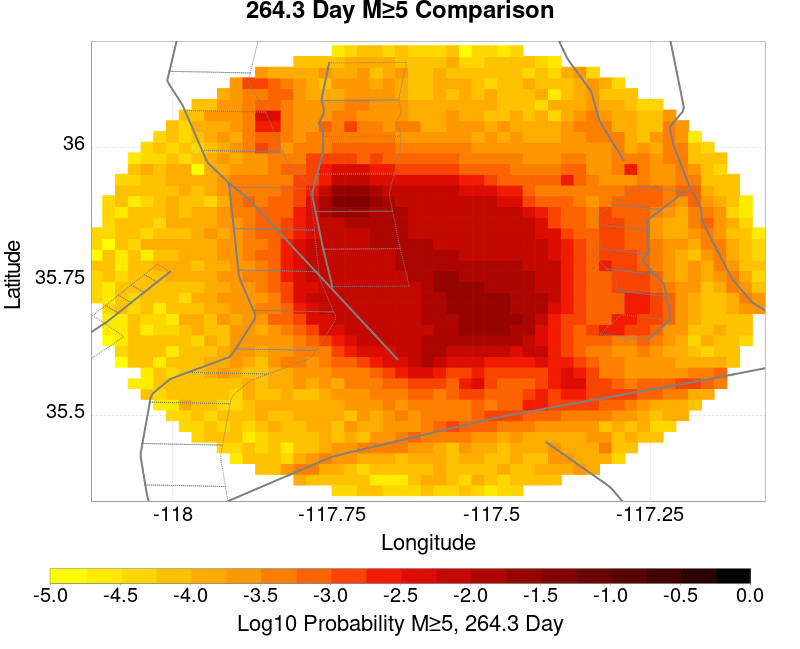 264.3 Day M≥5 Comparison
36
35.75
35.5
Latitude
-118 -117.75 -117.5 -117.25
Longitude
-5.0 -4.5 -4.0 -3.5 -3.0 -2.5 -2.0 -1.5 -1.0 -0.5 0.0
Log10 Probability M≥5, 264.3 Day